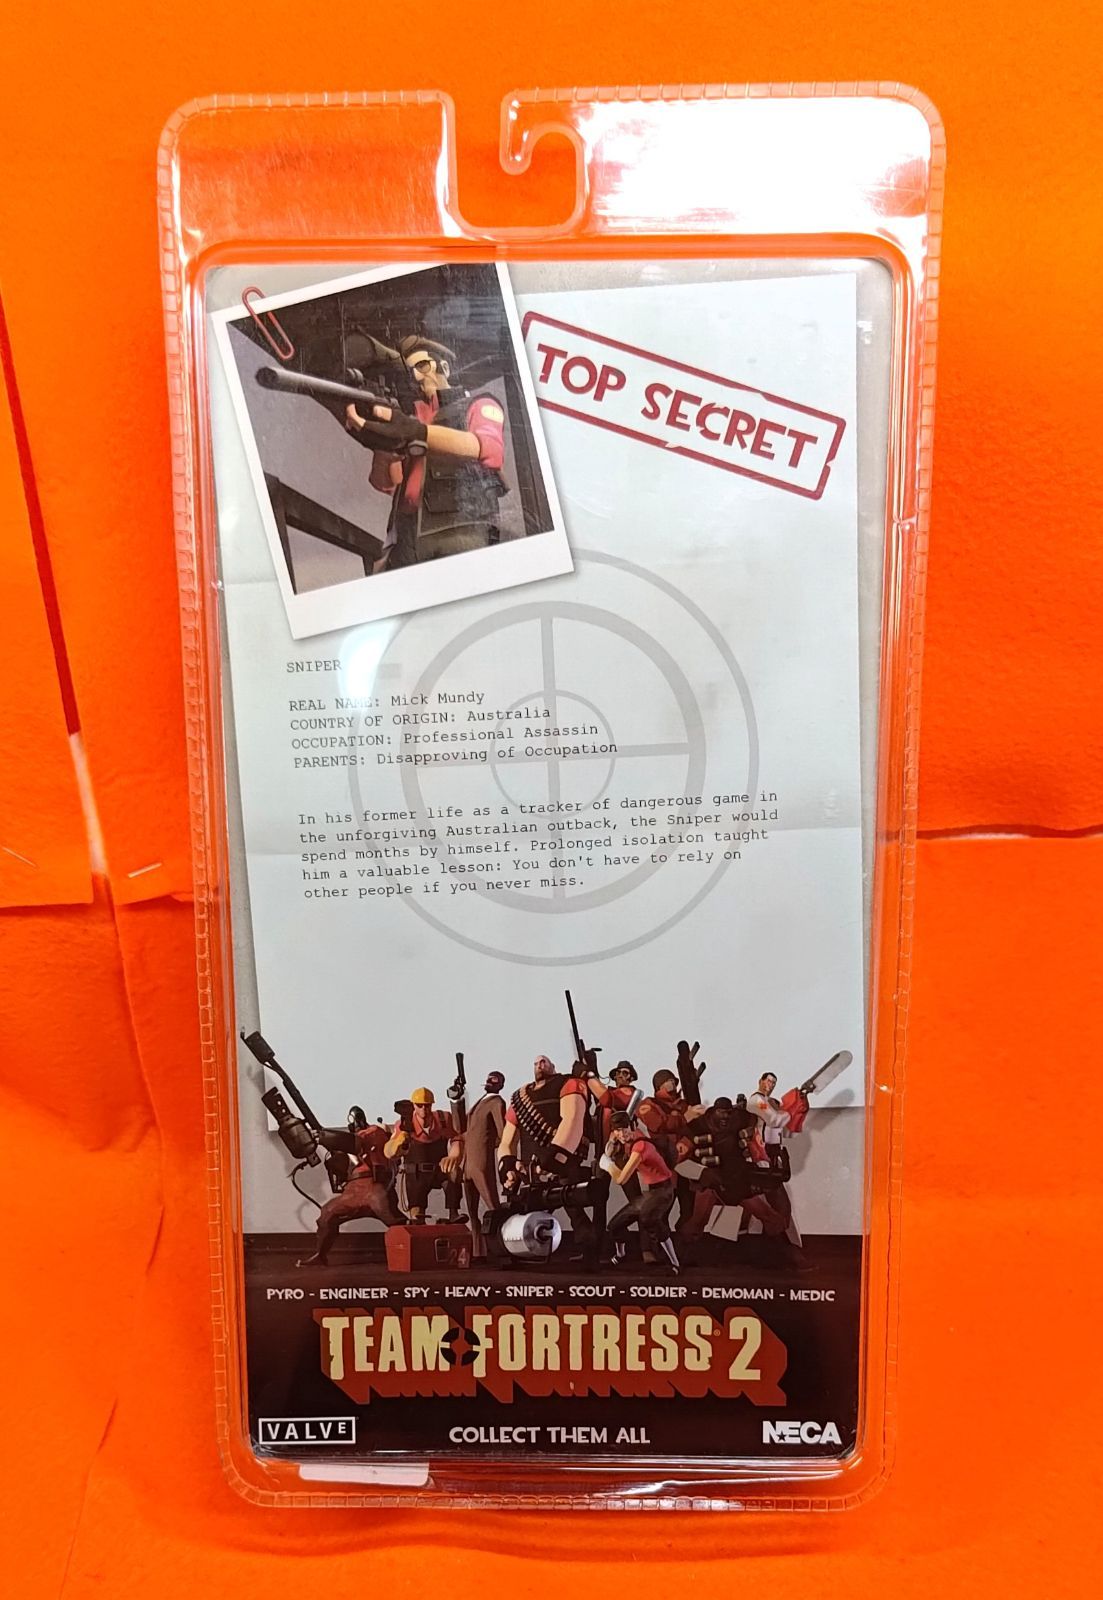 TOP SECRET
SNIPER
REAL NAME: Mick Mundy
COUNTRY OF ORIGIN: Australia
OCCUPATION: Professional Assassin
PARENTS: Disapproving of Occupation
In his former life as a tracker of dangerous game in
the unforgiving Australian outback, the Sniper would
spend months by himself. Prolonged isolation taught
him a valuable lesson: You don't have to rely on
other people if you never miss.
24
PYRO - ENGINEER - SPY - HEAVY - SNIPER - SCOUT - SOLDIER - DEMOMAN - MEDIC
TEAM FORTRESS® 2
VALVE COLLECT THEM ALL NECA